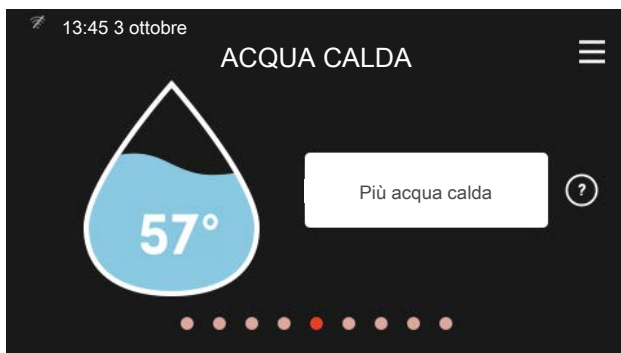 13:45 3 ottobre
ACQUA CALDA
57°
Più acqua calda
?